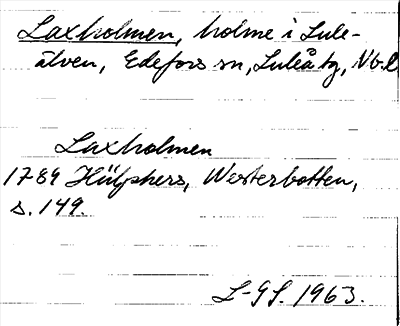 Laxholmen, holme i Lule-
älven, Edefors sn, Luleå tg, Nb. l.
Laxholmen
1789 Hülphers, Westerbotten,
s. 149.
L-G S. 1963.